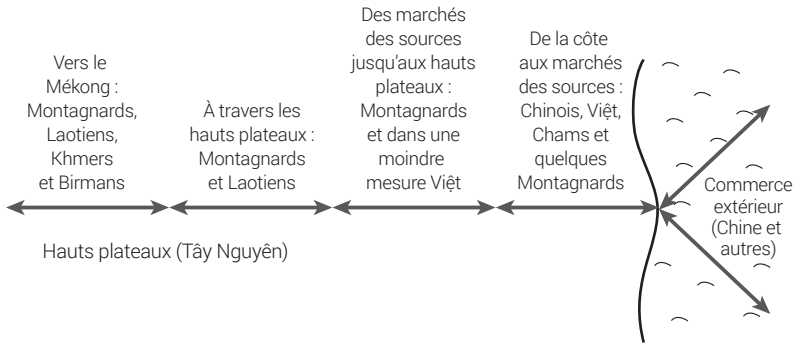 Vers le
Mékong :
Montagnards,
Laotiens,
Khmers
et Birmans
À travers les
hauts plateaux :
Montagnards
et Laotiens
Des marchés
des sources
jusqu’aux hauts
plateaux :
Montagnards
et dans une
moindre
mesure Việt
De la côte
aux marchés
des sources :
Chinois, Việt,
Chams et
quelques
Montagnards
Commerce
extérieur
(Chine et
autres)
Hauts plateaux (Tây Nguyên)